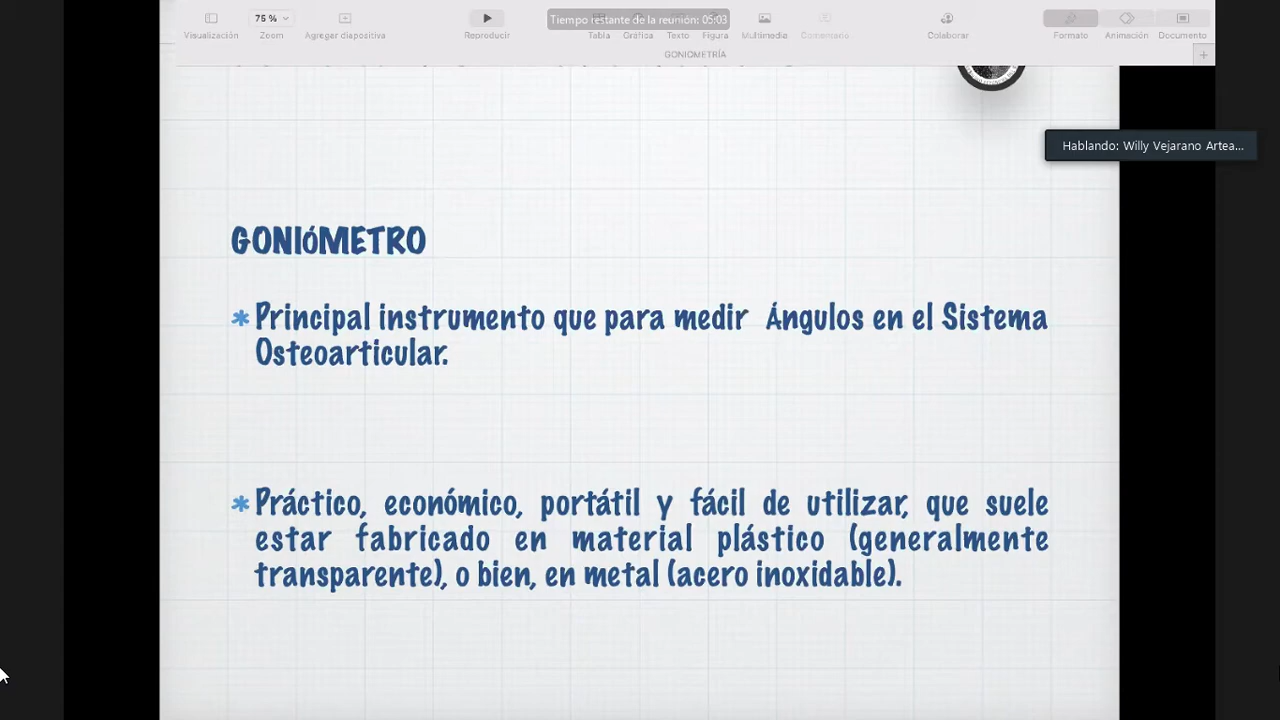 75 %
Tiempo restante de la reunión: 05:03
Visualización Zoom Agregar diapositiva Reproducir Tabla Gráfica Texto Figura Multimedia Comentario Colaborar Formato Animación Documento
GONIOMETRÍA
+
Hablando: Willy Vejarano Artea...
GONIÓMETRO
* Principal instrumento que para medir Ángulos en el Sistema
Osteoarticular.
* Práctico, económico, portátil y fácil de utilizar, que suele
estar fabricado en material plástico (generalmente
transparente), o bien, en metal (acero inoxidable).